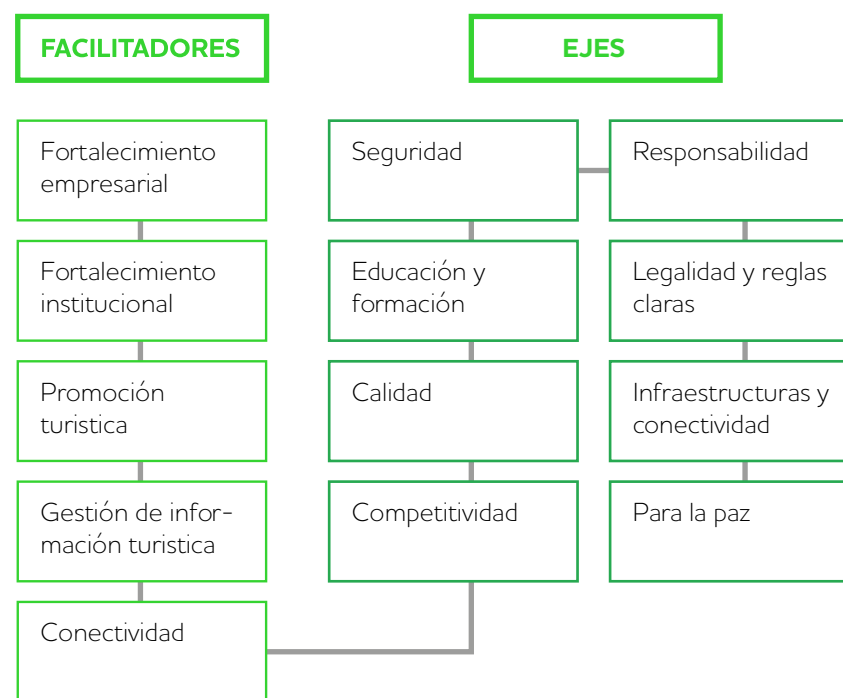 FACILITADORES
EJES
Fortalecimiento
empresarial
Fortalecimiento
institucional
Promoción
turistica
Gestión de infor-
mación turistica
Conectividad
Seguridad
Educación y
formación
Calidad
Competitividad
Responsabilidad
Legalidad y reglas
claras
Infraestructuras y
conectividad
Para la paz